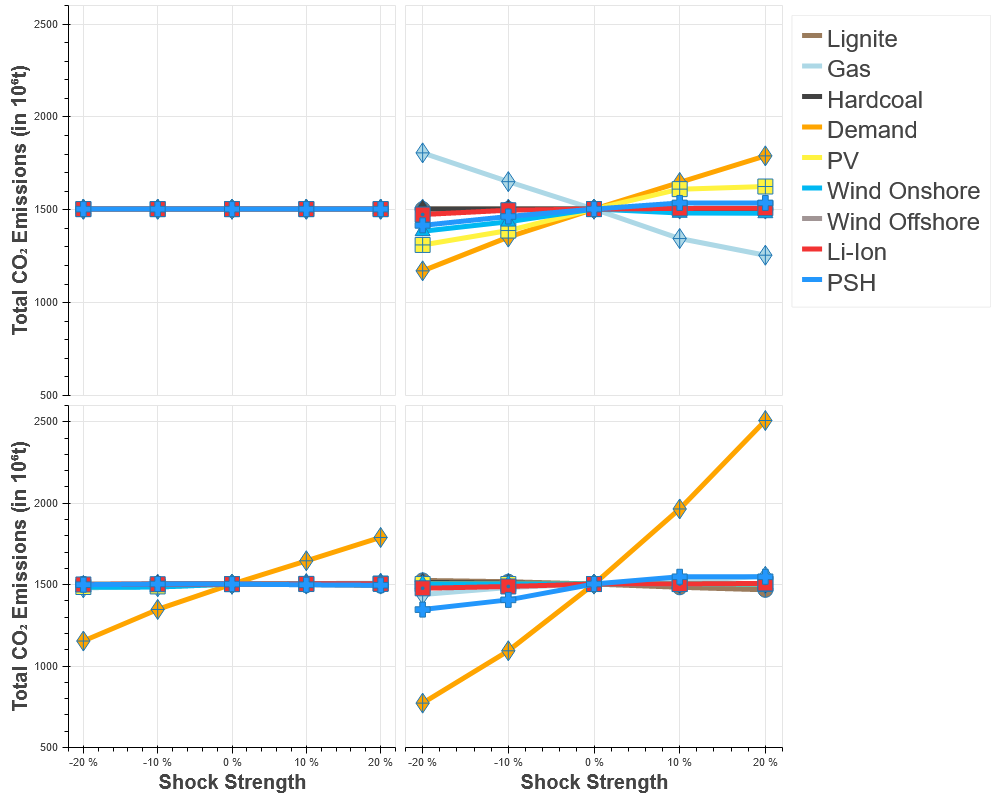 2500
2000
1500
1000
500
Total CO₂ Emissions (in 10⁶t)
Lignite
Gas
Hardcoal
Demand
PV
Wind Onshore
Wind Offshore
Li-Ion
PSH
2500
2000
1500
1000
500
Total CO₂ Emissions (in 10⁶t)
-20 % -10 % 0 % 10 % 20 %
Shock Strength
-20 % -10 % 0 % 10 % 20 %
Shock Strength